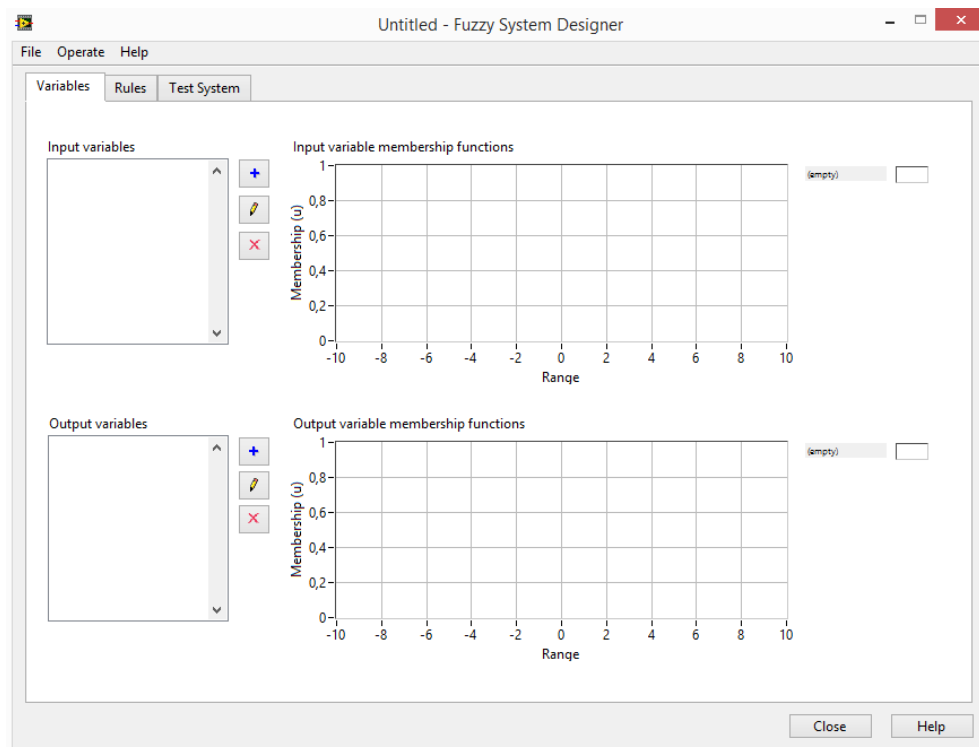 Untitled - Fuzzy System Designer
File Operate Help
Variables Rules Test System
Input variables
Input variable membership functions
(empty)
Membership (u)
1
0,8
0,6
0,4
0,2
0
-10 -8 -6 -4 -2 0 2 4 6 8 10
Range
Output variables
Output variable membership functions
(empty)
Membership (u)
1
0,8
0,6
0,4
0,2
0
-10 -8 -6 -4 -2 0 2 4 6 8 10
Range
Close Help